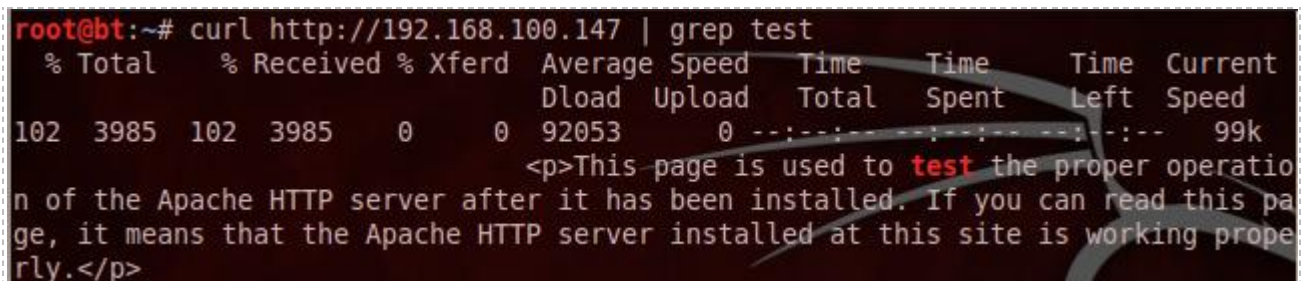 root@bt:~# curl http://192.168.100.147 | grep test
  % Total    % Received % Xferd  Average Speed   Time    Time     Time  Current
                                 Dload  Upload   Total   Spent    Left  Speed
102  3985  102  3985    0     0  92053      0 --:--:-- --:--:-- --:--:--   99k
                                <p>This page is used to test the proper operatio
n of the Apache HTTP server after it has been installed. If you can read this pa
ge, it means that the Apache HTTP server installed at this site is working prope
rly.</p>